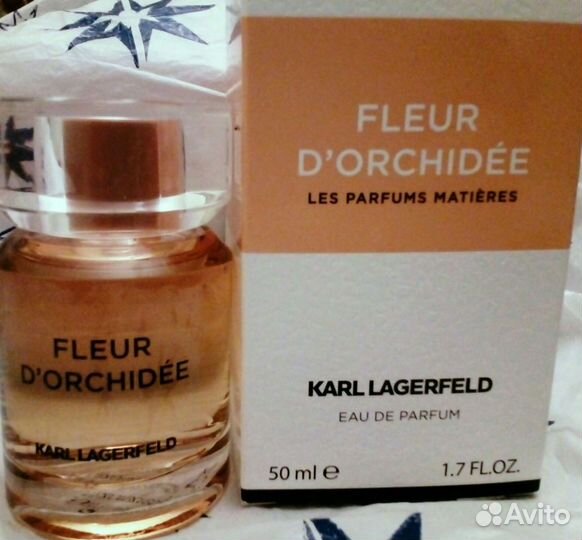 FLEUR
D'ORCHIDÉE
LES PARFUMS MATIÈRES
KARL LAGERFELD
EAU DE PARFUM
50 ml e
1.7 FL.OZ.
FLEUR
D'ORCHIDÉE
KARL LAGERFELD
Avito